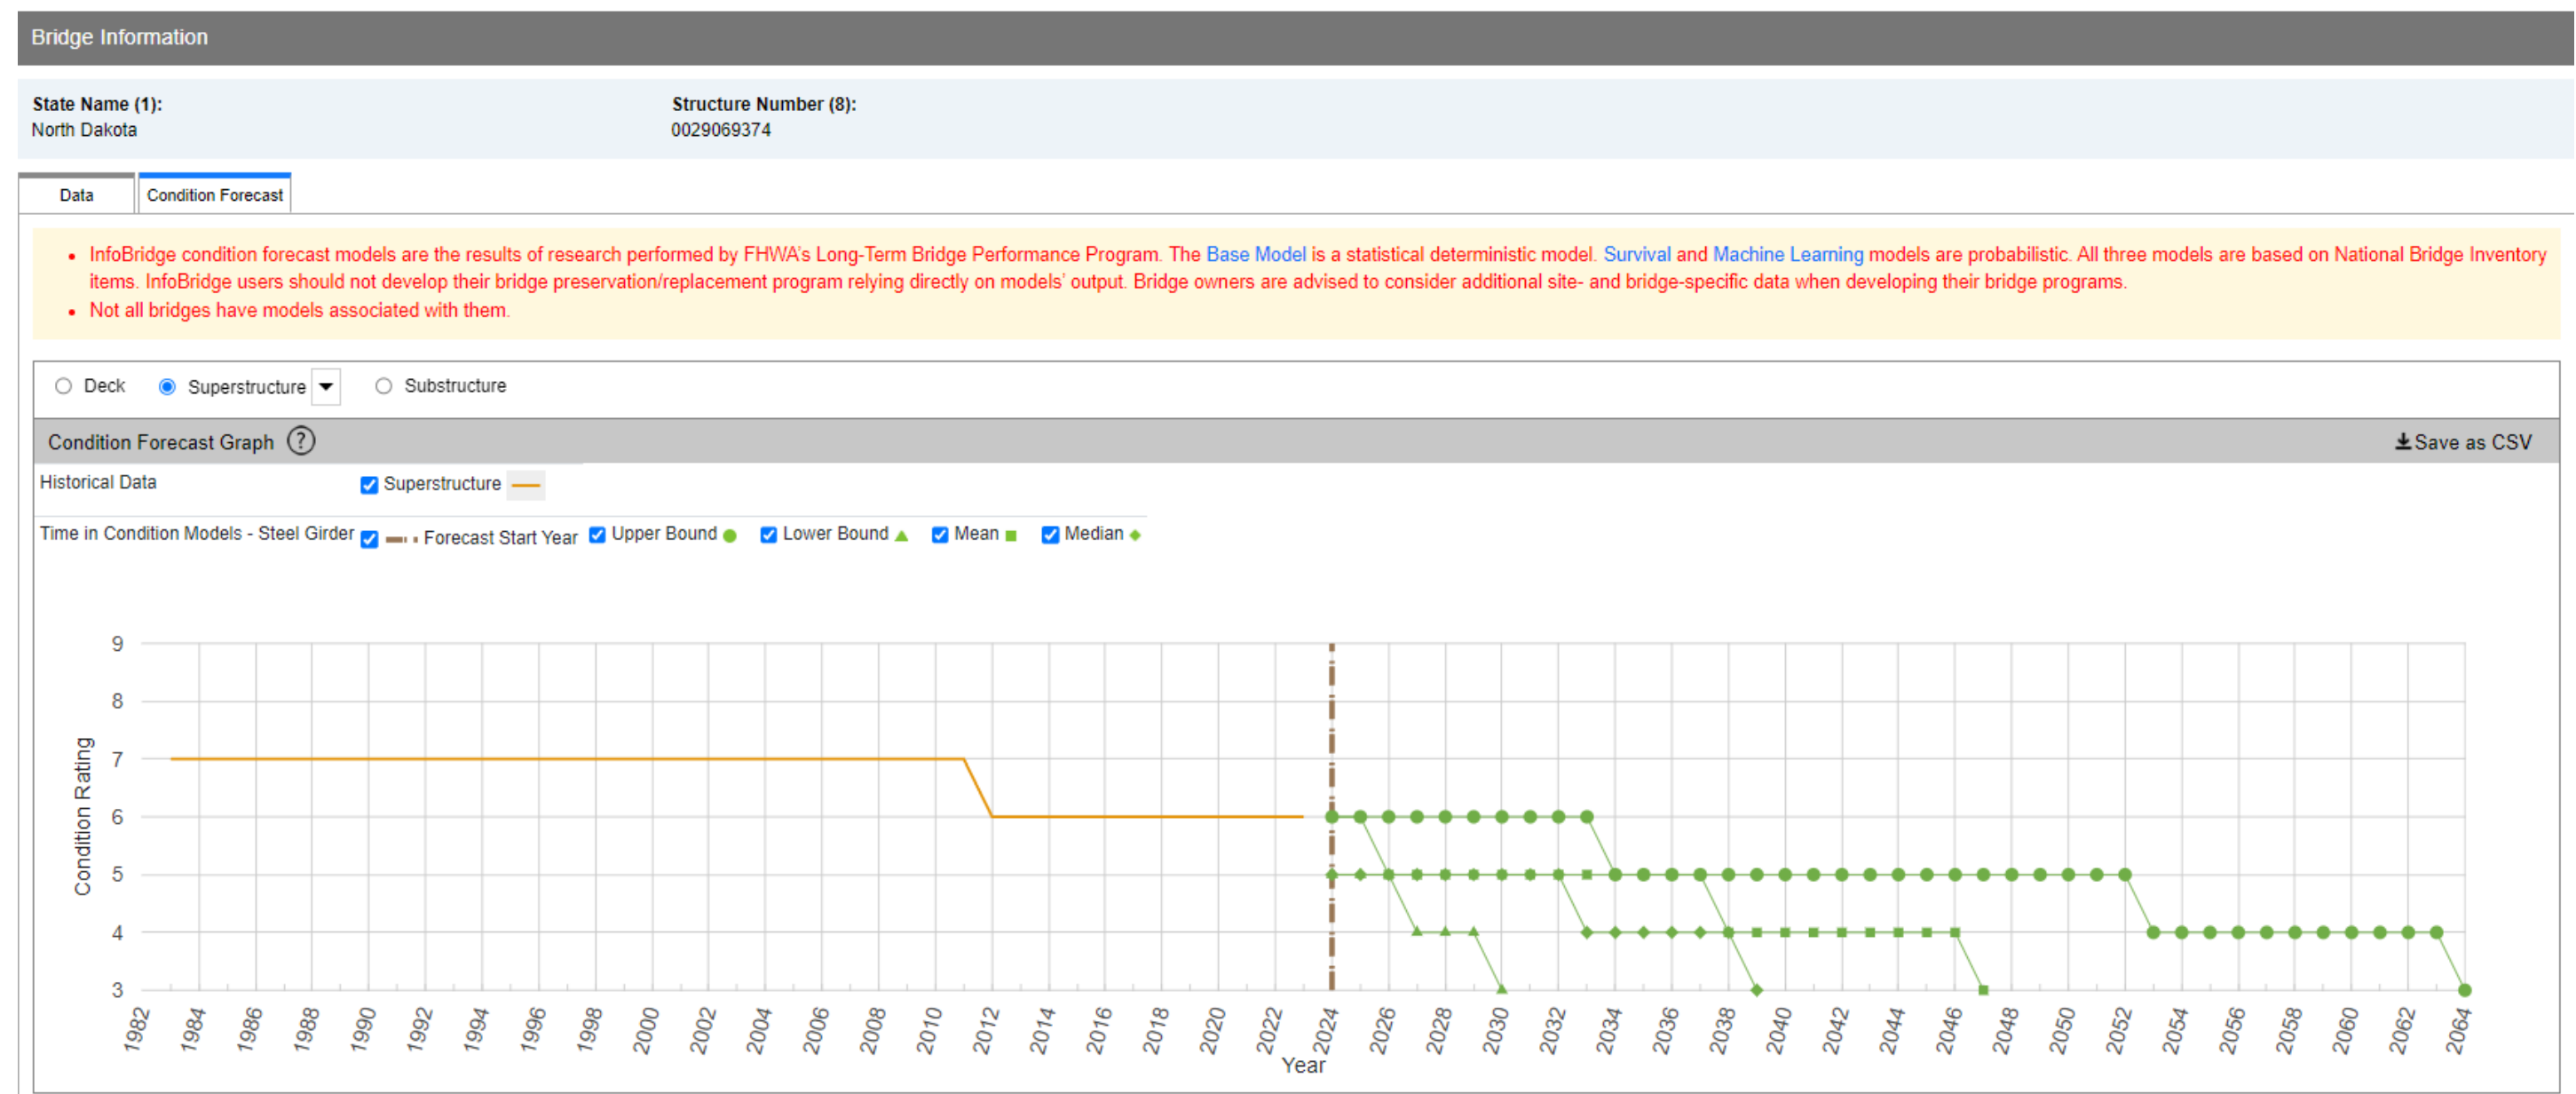 Bridge Information
State Name (1):
North Dakota
Structure Number (8):
0029069374
Data
Condition Forecast
• InfoBridge condition forecast models are the results of research performed by FHWA's Long-Term Bridge Performance Program. The Base Model is a statistical deterministic model. Survival and Machine Learning models are probabilistic. All three models are based on National Bridge Inventory
items. InfoBridge users should not develop their bridge preservation/replacement program relying directly on models' output. Bridge owners are advised to consider additional site- and bridge-specific data when developing their bridge programs.
• Not all bridges have models associated with them.
Deck Superstructure Substructure
Condition Forecast Graph ? Save as CSV
Historical Data Superstructure
Time in Condition Models - Steel Girder Forecast Start Year Upper Bound Lower Bound Mean Median
Condition Rating
9
8
7
6
5
4
3
1982 1984 1986 1988 1990 1992 1994 1996 1998 2000 2002 2004 2006 2008 2010 2012 2014 2016 2018 2020 2022 2024 2026 2028 2030 2032 2034 2036 2038 2040 2042 2044 2046 2048 2050 2052 2054 2056 2058 2060 2062 2064
Year